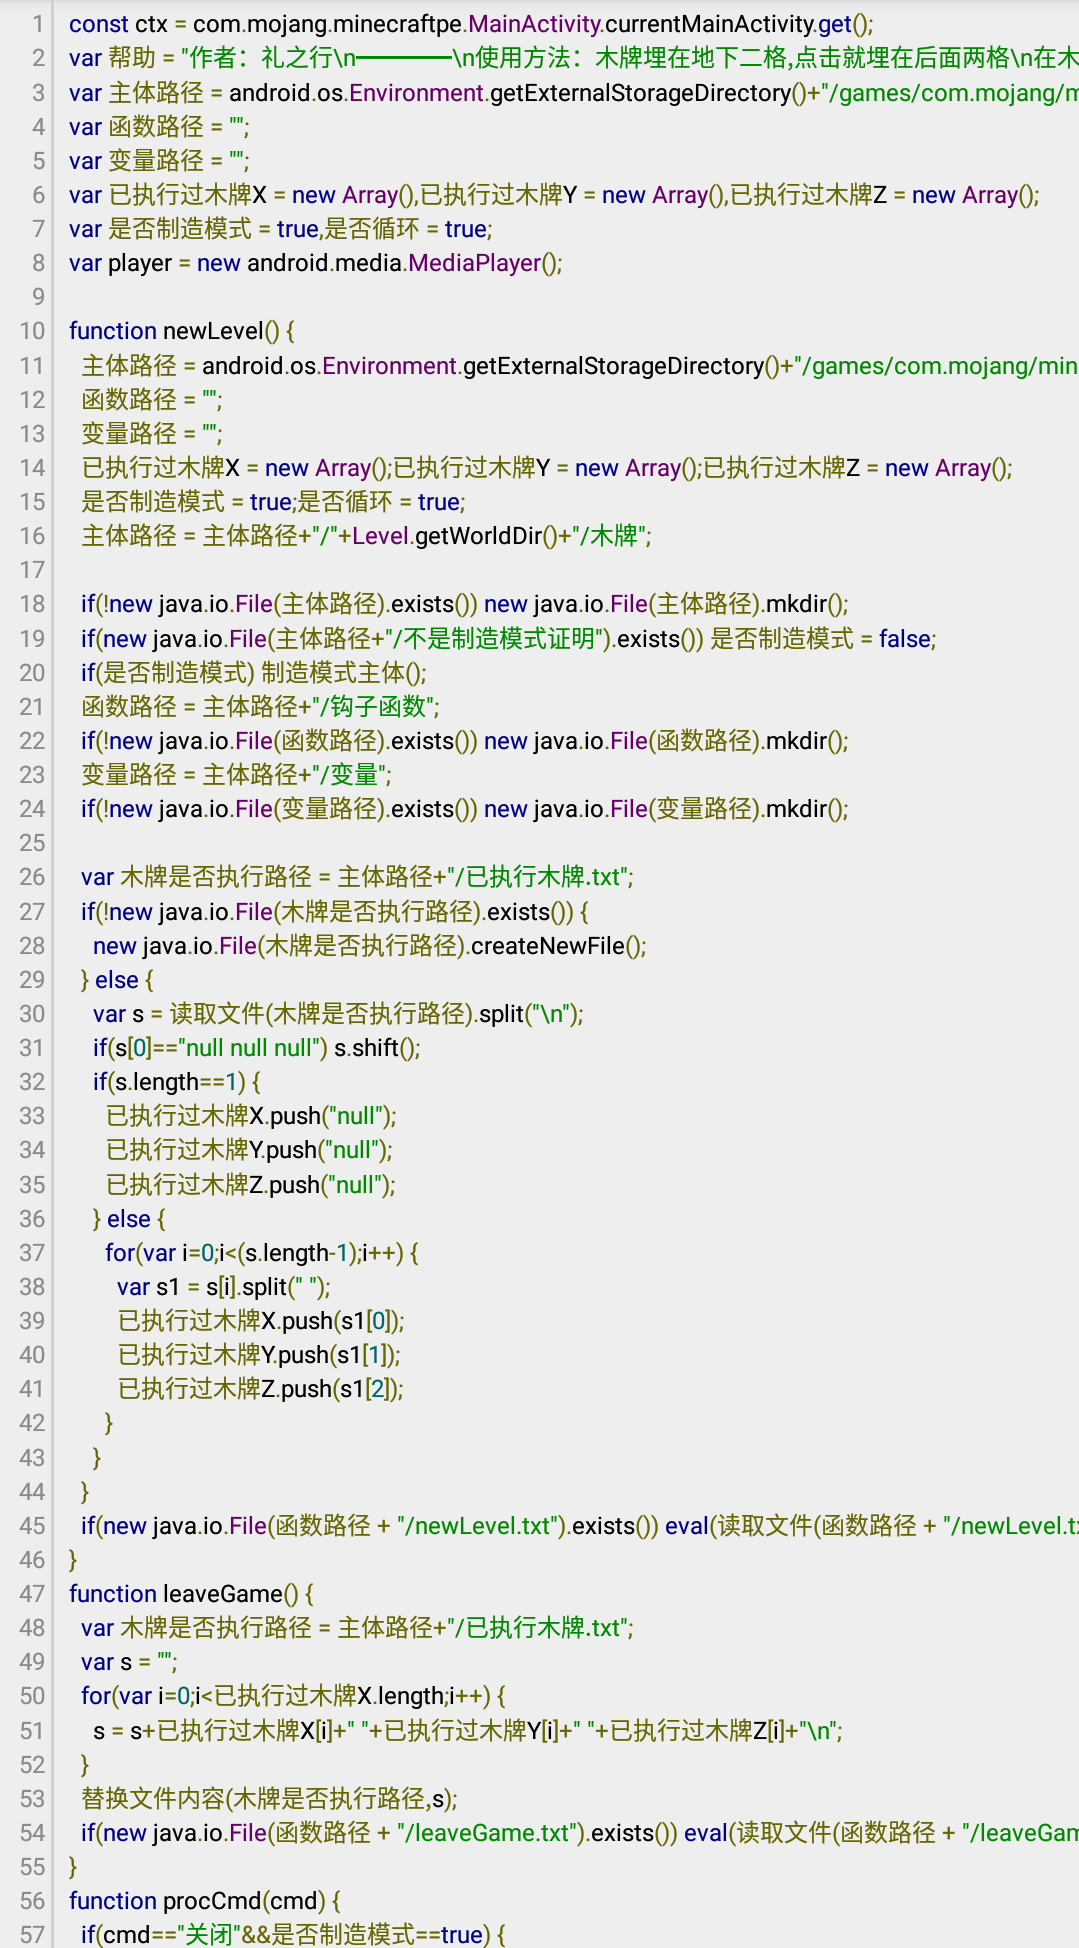 1 const ctx = com.mojang.minecraftpe.MainActivity.currentMainActivity.get();
2 var 帮助 = "作者：礼之行\n————\n使用方法：木牌埋在地下二格,点击就埋在后面两格\n在木
3 var 主体路径 = android.os.Environment.getExternalStorageDirectory()+"/games/com.mojang/m
4 var 函数路径 = "";
5 var 变量路径 = "";
6 var 已执行过木牌X = new Array(),已执行过木牌Y = new Array(),已执行过木牌Z = new Array();
7 var 是否制造模式 = true,是否循环 = true;
8 var player = new android.media.MediaPlayer();
9
10 function newLevel() {
11 主体路径 = android.os.Environment.getExternalStorageDirectory()+"/games/com.mojang/min
12 函数路径 = "";
13 变量路径 = "";
14 已执行过木牌X = new Array();已执行过木牌Y = new Array();已执行过木牌Z = new Array();
15 是否制造模式 = true;是否循环 = true;
16 主体路径 = 主体路径+"/"+Level.getWorldDir()+"/木牌";
17
18 if(!new java.io.File(主体路径).exists()) new java.io.File(主体路径).mkdir();
19 if(new java.io.File(主体路径+"/不是制造模式证明").exists()) 是否制造模式 = false;
20 if(是否制造模式) 制造模式主体();
21 函数路径 = 主体路径+"/钩子函数";
22 if(!new java.io.File(函数路径).exists()) new java.io.File(函数路径).mkdir();
23 变量路径 = 主体路径+"/变量";
24 if(!new java.io.File(变量路径).exists()) new java.io.File(变量路径).mkdir();
25
26 var 木牌是否执行路径 = 主体路径+"/已执行木牌.txt";
27 if(!new java.io.File(木牌是否执行路径).exists()) {
28 new java.io.File(木牌是否执行路径).createNewFile();
29 } else {
30 var s = 读取文件(木牌是否执行路径).split("\n");
31 if(s[0]=="null null null") s.shift();
32 if(s.length==1) {
33 已执行过木牌X.push("null");
34 已执行过木牌Y.push("null");
35 已执行过木牌Z.push("null");
36 } else {
37 for(var i=0;i<(s.length-1);i++) {
38 var s1 = s[i].split(" ");
39 已执行过木牌X.push(s1[0]);
40 已执行过木牌Y.push(s1[1]);
41 已执行过木牌Z.push(s1[2]);
42 }
43 }
44 }
45 if(new java.io.File(函数路径 + "/newLevel.txt").exists()) eval(读取文件(函数路径 + "/newLevel.tx
46 }
47 function leaveGame() {
48 var 木牌是否执行路径 = 主体路径+"/已执行木牌.txt";
49 var s = "";
50 for(var i=0;i<已执行过木牌X.length;i++) {
51 s = s+已执行过木牌X[i]+" "+已执行过木牌Y[i]+" "+已执行过木牌Z[i]+"\n";
52 }
53 替换文件内容(木牌是否执行路径,s);
54 if(new java.io.File(函数路径 + "/leaveGame.txt").exists()) eval(读取文件(函数路径 + "/leaveGam
55 }
56 function procCmd(cmd) {
57 if(cmd=="关闭"&&是否制造模式==true) {